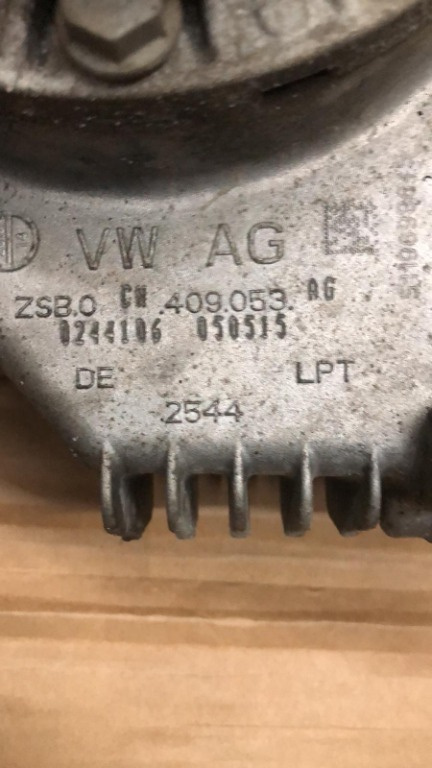 VW AG
ZSB.0 CN .409.053. AG
0244106 050515
DE LPT
2544